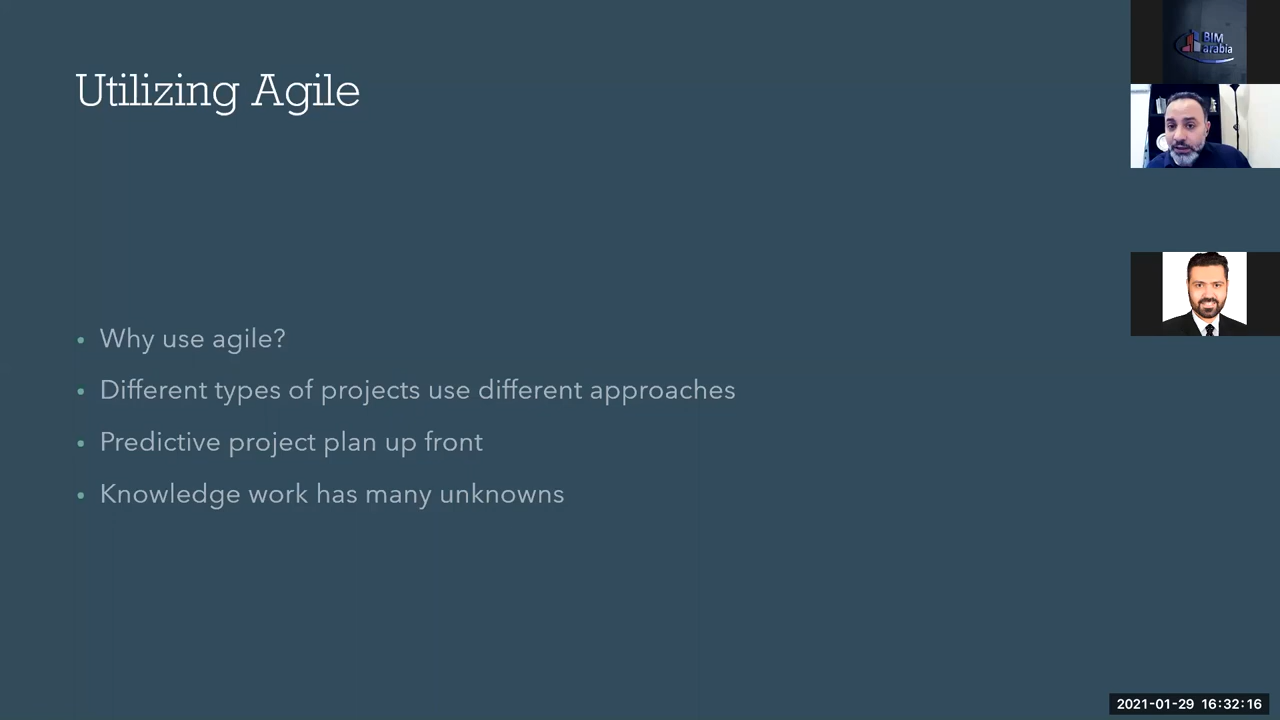 Utilizing Agile
BIM
arabia
• Why use agile?
• Different types of projects use different approaches
• Predictive project plan up front
• Knowledge work has many unknowns
2021-01-29 16:32:16